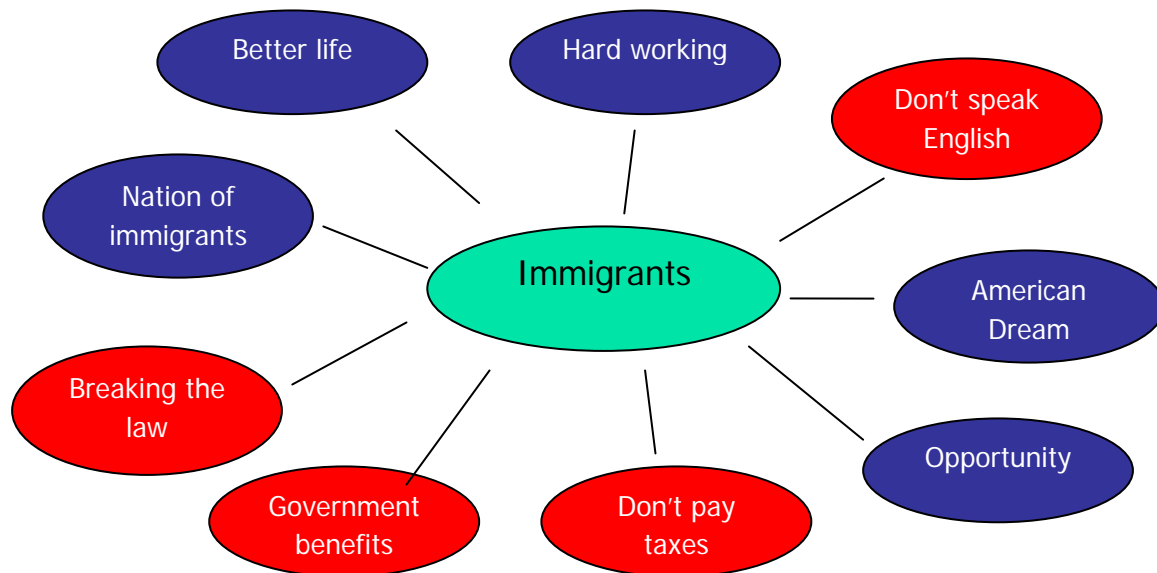 Better life
Hard working
Don't speak
English
Nation of
immigrants
Immigrants
American
Dream
Breaking the
law
Opportunity
Government
benefits
Don't pay
taxes